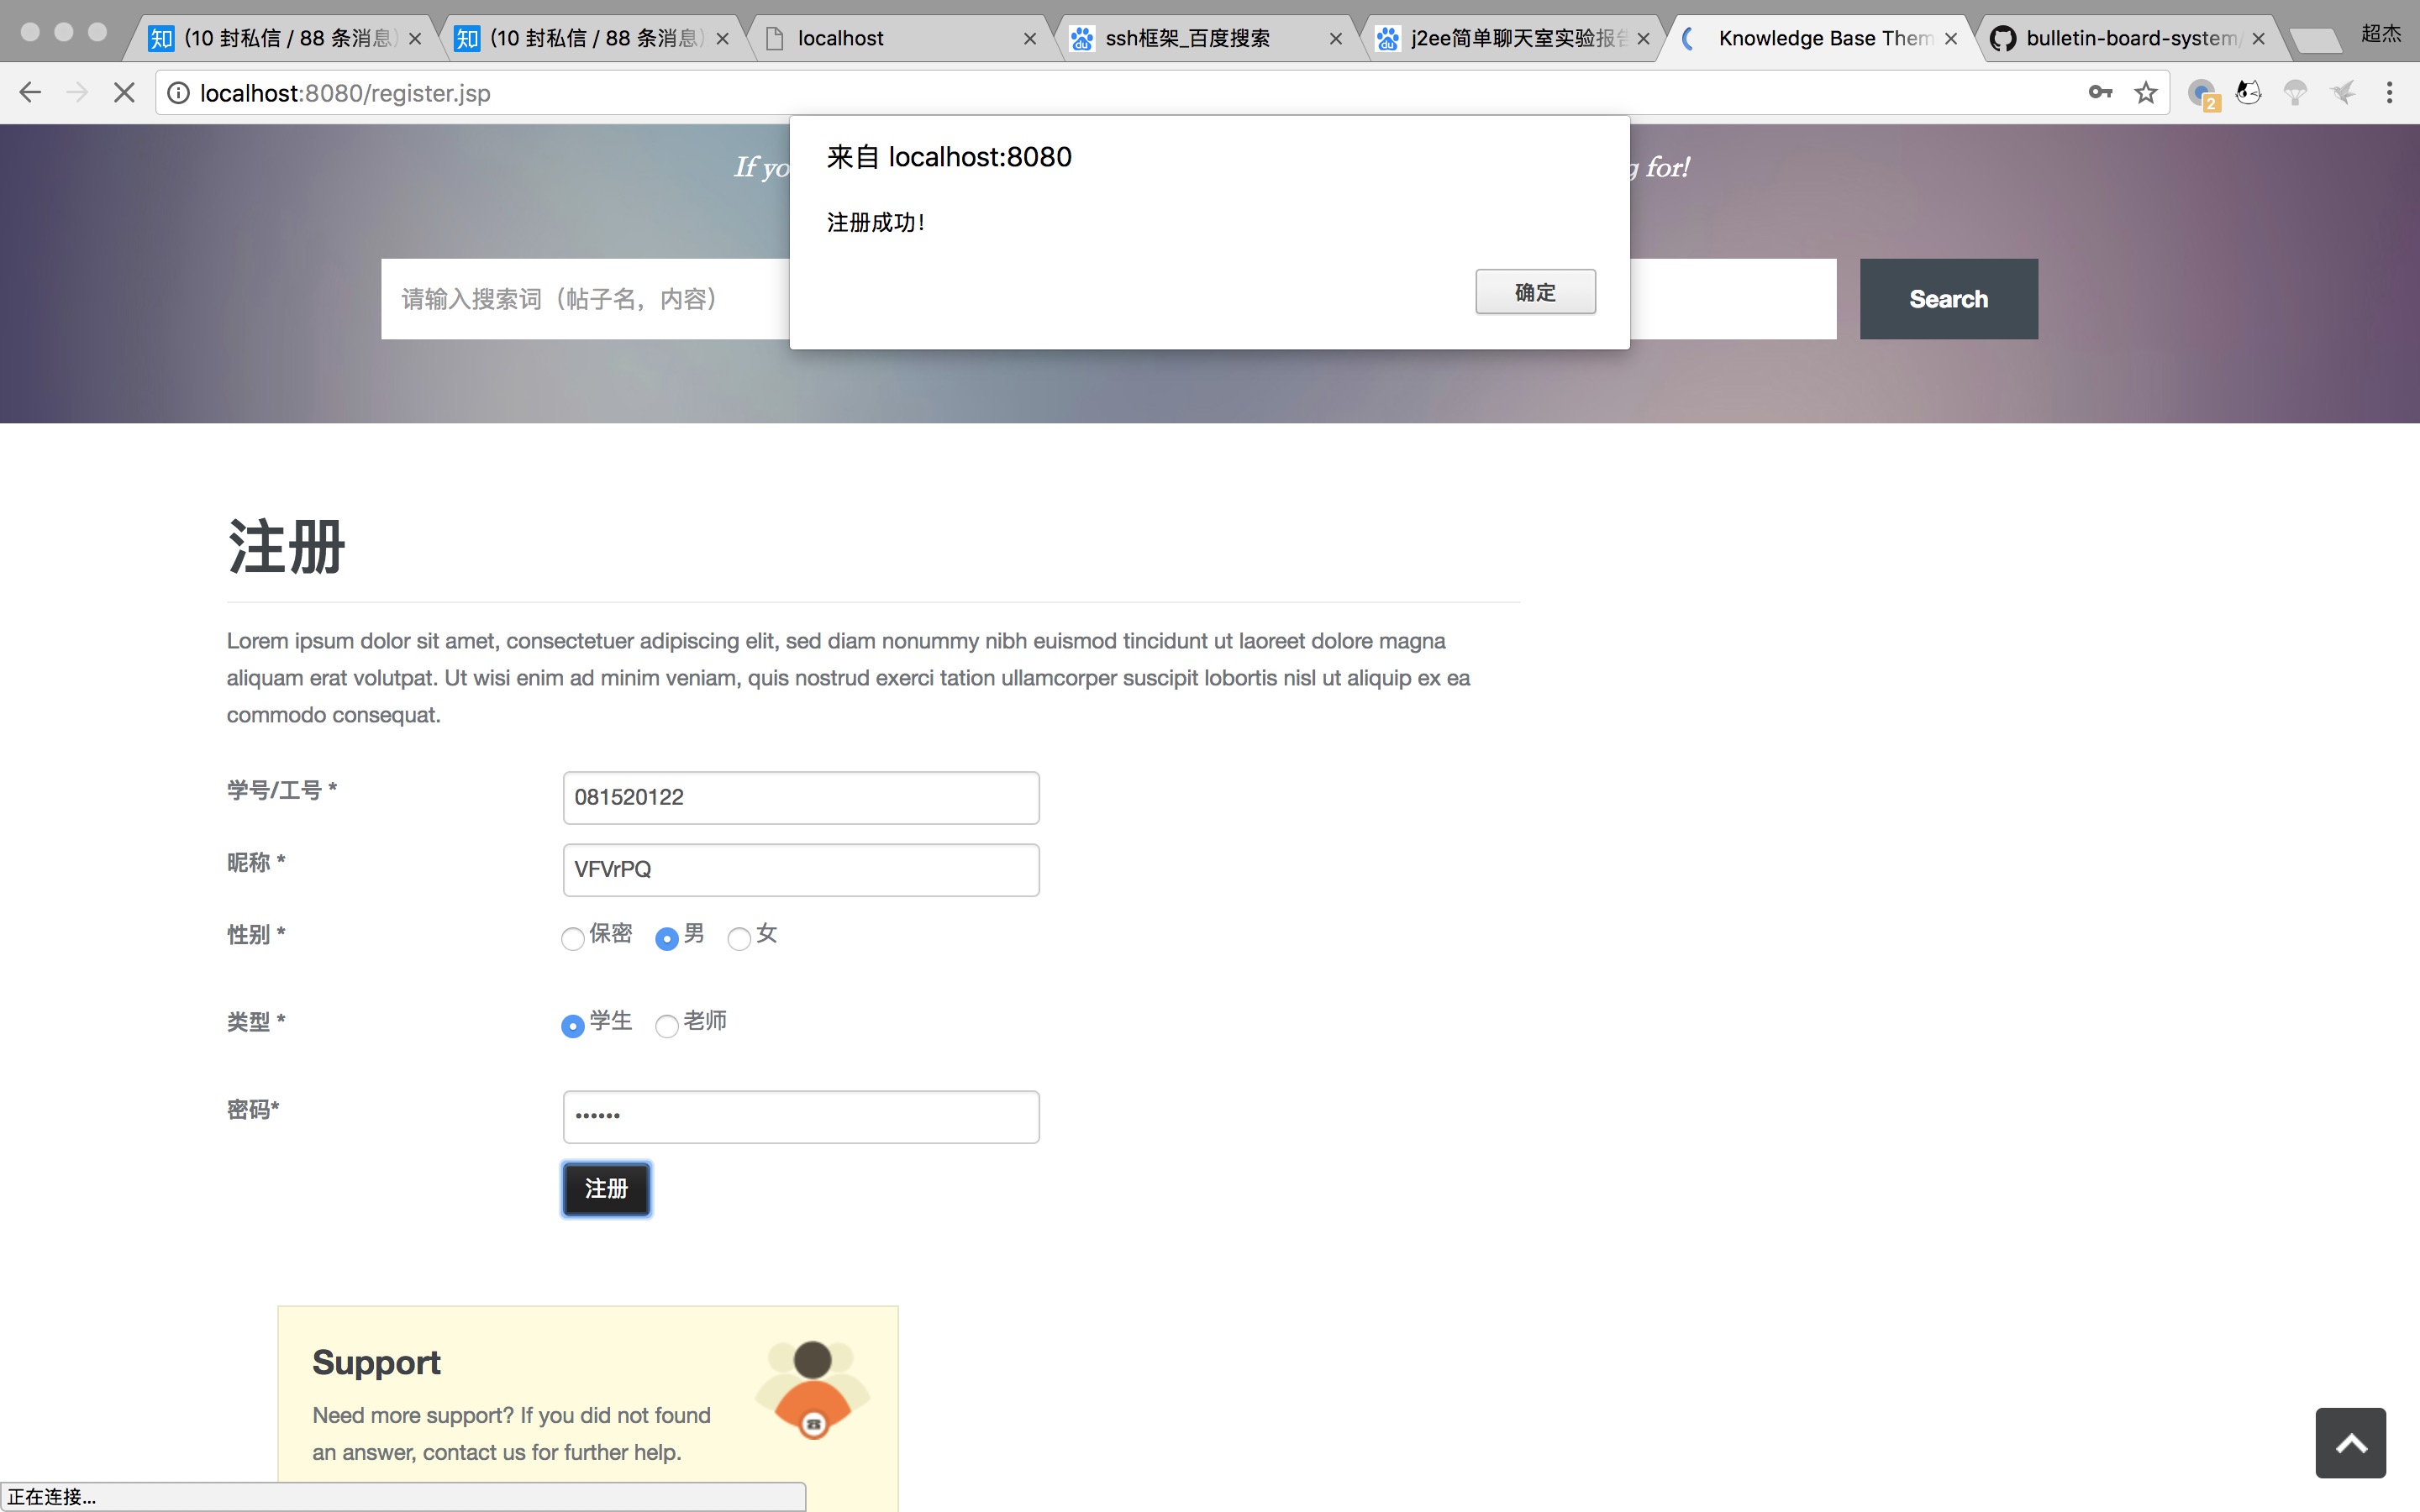 (10 封私信 / 88 条消息)
(10 封私信 / 88 条消息)
localhost
ssh框架_百度搜索
j2ee简单聊天室实验报告
Knowledge Base Them
bulletin-board-system/
超杰
localhost:8080/register.jsp
2
If yo
g for!
来自 localhost:8080
注册成功！
确定
请输入搜索词（帖子名，内容）
Search
注册
Lorem ipsum dolor sit amet, consectetuer adipiscing elit, sed diam nonummy nibh euismod tincidunt ut laoreet dolore magna
aliquam erat volutpat. Ut wisi enim ad minim veniam, quis nostrud exerci tation ullamcorper suscipit lobortis nisl ut aliquip ex ea
commodo consequat.
学号/工号 *
081520122
昵称 *
VFVrPQ
性别 *
保密 男 女
类型 *
学生 老师
密码*
••••••
注册
Support
Need more support? If you did not found
an answer, contact us for further help.
正在连接...